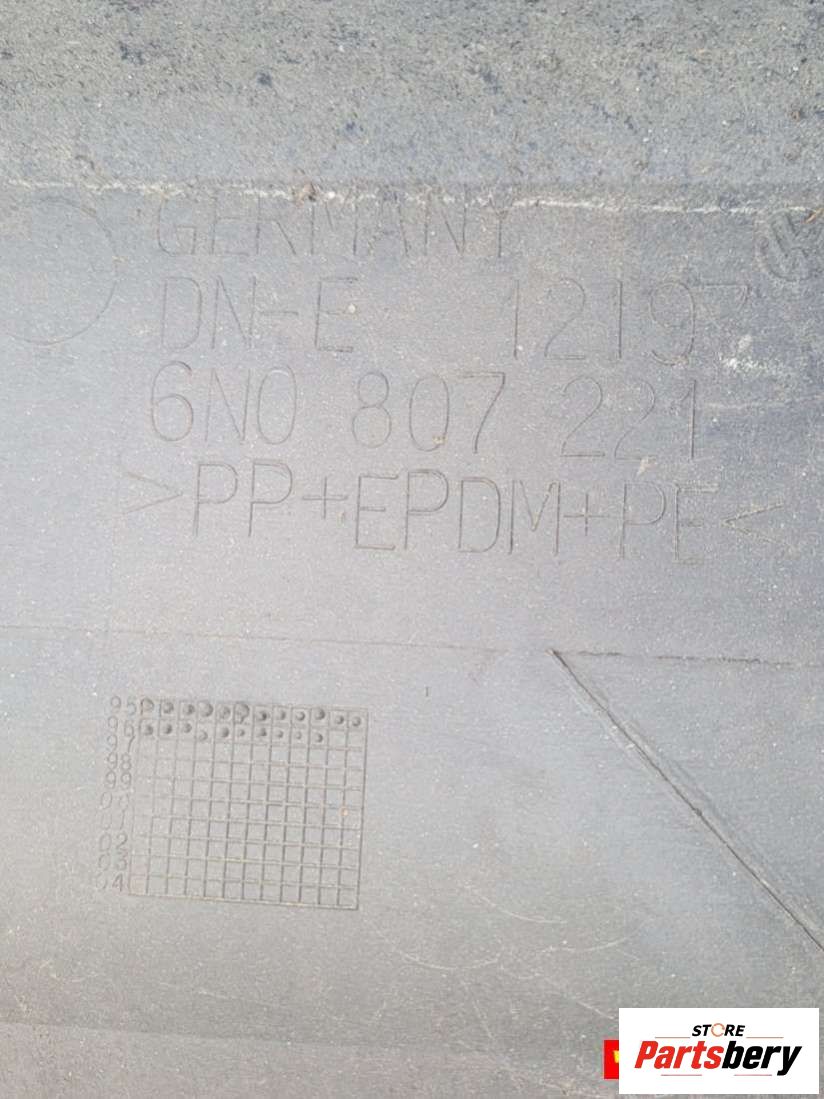 GERMANY
DN-E 12197
6N0 807 221
>PP+EPDM+PE<
95
96
97
98
99
00
01
02
03
04
STORE
Partsbery